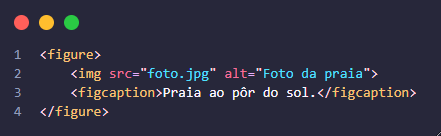 1 <figure>
2     <img src="foto.jpg" alt="Foto da praia">
3     <figcaption>Praia ao pôr do sol.</figcaption>
4 </figure>